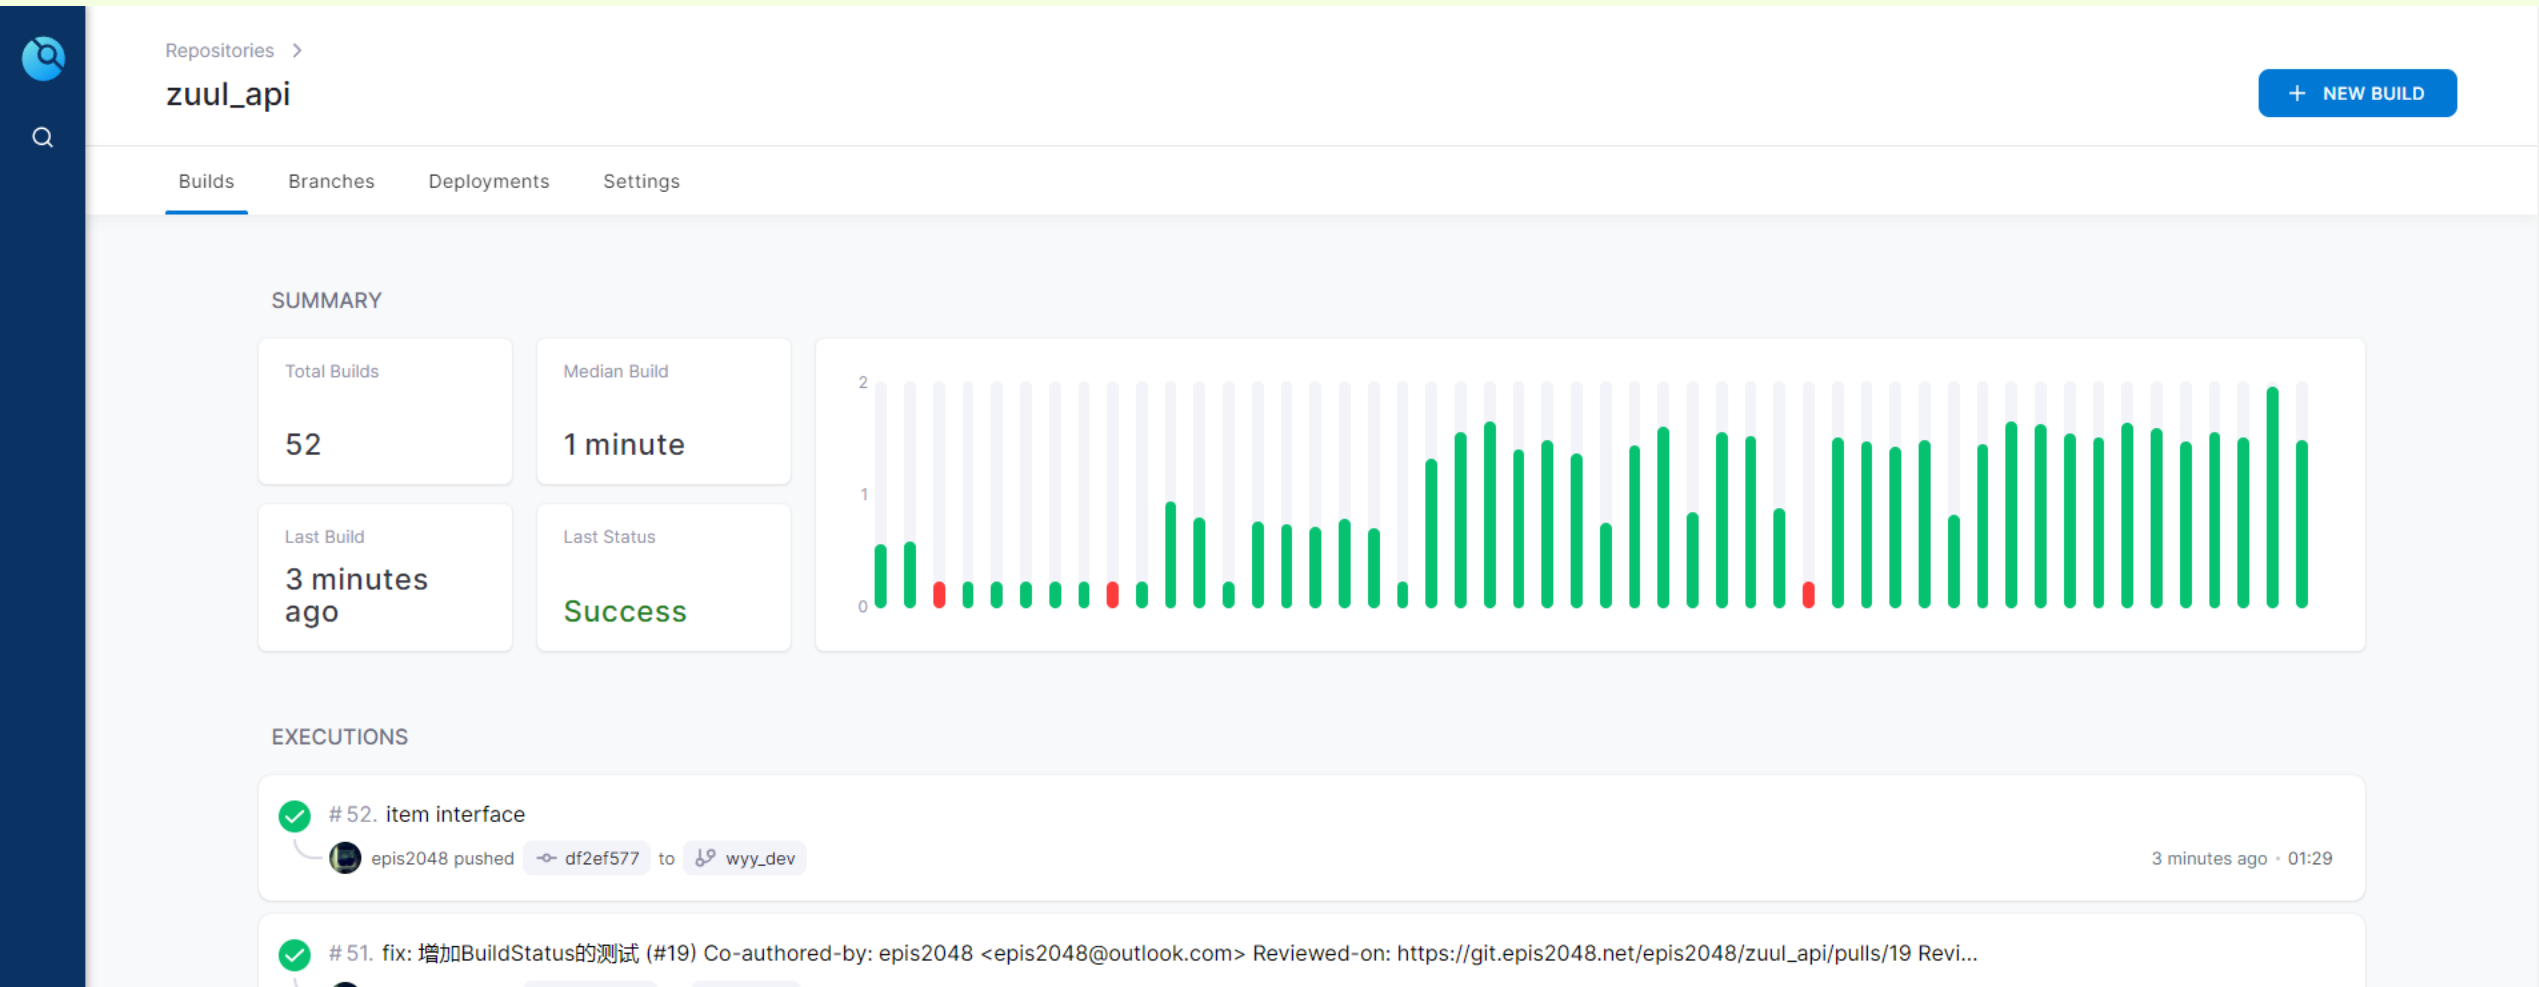 Repositories
zuul_api
NEW BUILD
Builds Branches Deployments Settings
SUMMARY
Total Builds
52
Median Build
1 minute
Last Build
3 minutes
ago
Last Status
Success
2
1
0
EXECUTIONS
#52. item interface
epis2048 pushed df2ef577 to wyy_dev
3 minutes ago • 01:29
#51. fix: 增加BuildStatus的测试 (#19) Co-authored-by: epis2048 <epis2048@outlook.com> Reviewed-on: https://git.epis2048.net/epis2048/zuul_api/pulls/19 Revi...